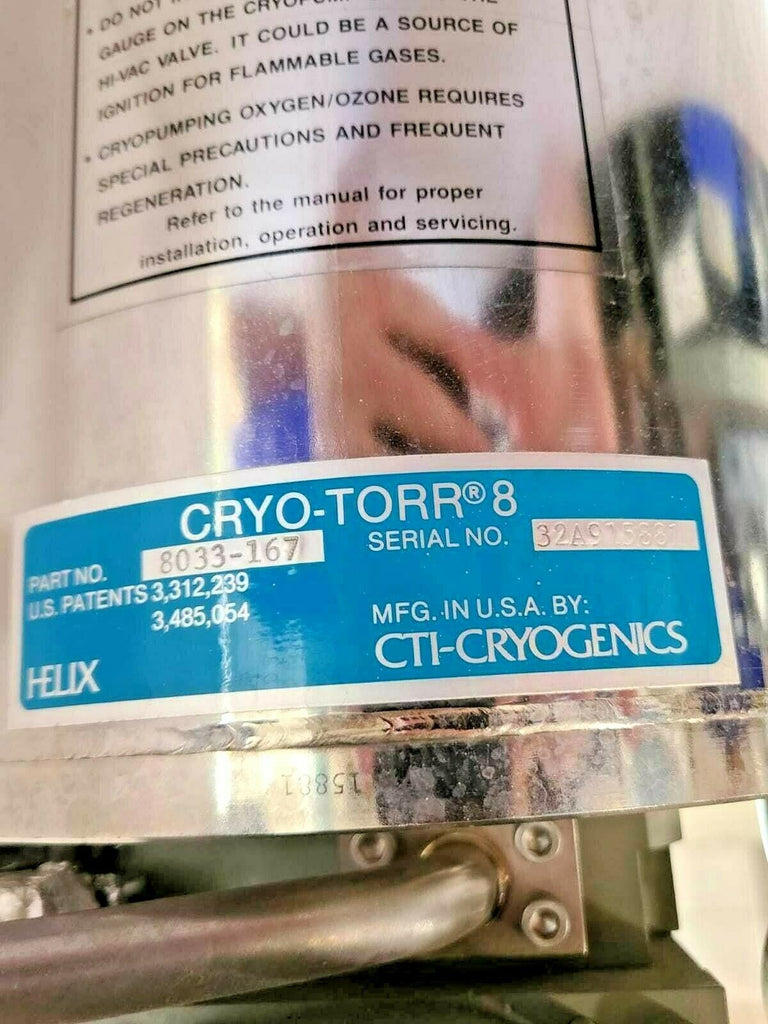 • DO NOT
GAUGE ON THE THE
HI-VAC VALVE. IT COULD BE A SOURCE OF
IGNITION FOR FLAMMABLE GASES.
• CRYOPUMPING OXYGEN/OZONE REQUIRES
SPECIAL PRECAUTIONS AND FREQUENT
REGENERATION.
Refer to the manual for proper
installation, operation and servicing.
CRYO-TORR® 8
PART NO. 8033-167 SERIAL NO. 32A915881
U.S. PATENTS 3,312,239
3,485,054
MFG. IN U.S.A. BY:
CTI-CRYOGENICS
HELIX